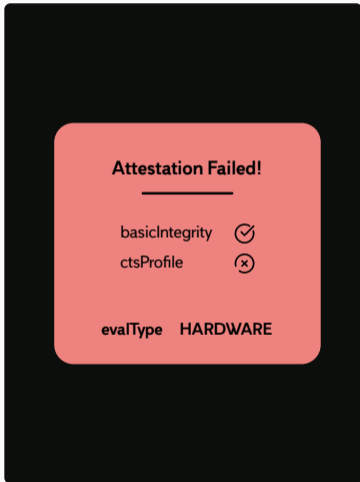 Attestation Failed!
basicIntegrity
ctsProfile
evalType HARDWARE